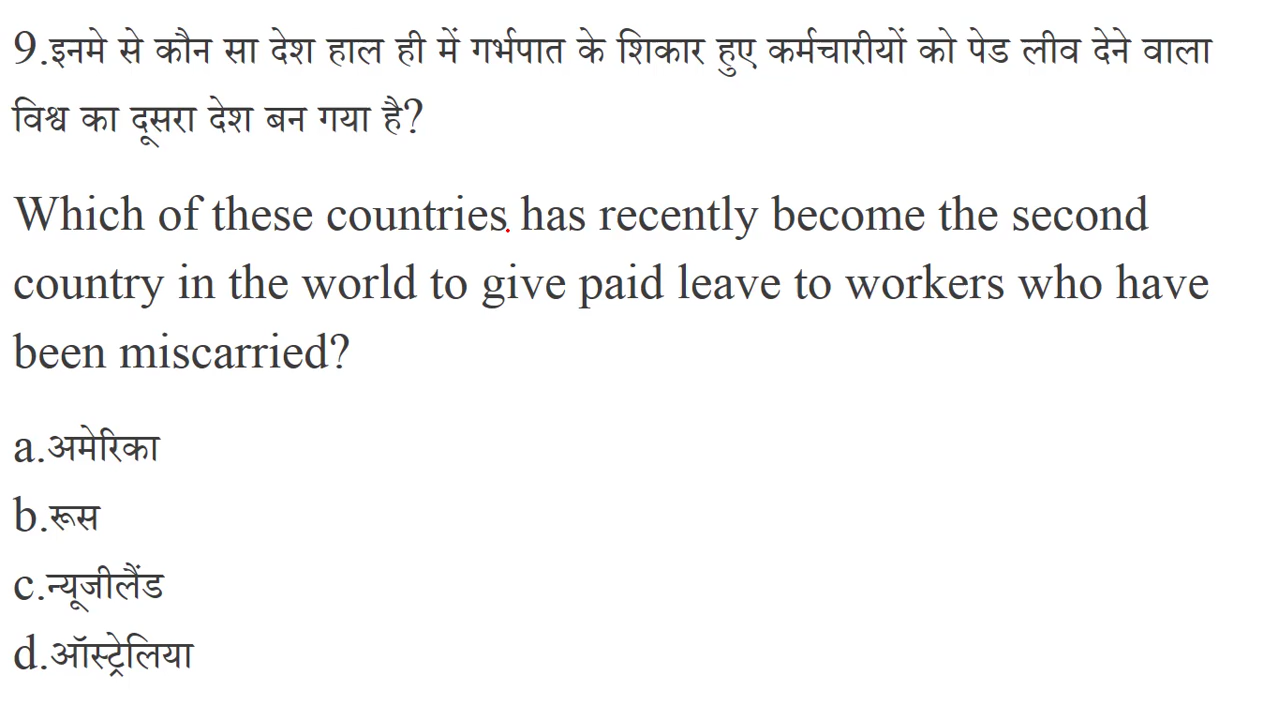 9.इनमे से कौन सा देश हाल ही में गर्भपात के शिकार हुए कर्मचारीयों को पेड लीव देने वाला
विश्व का दूसरा देश बन गया है?
Which of these countries has recently become the second
country in the world to give paid leave to workers who have
been miscarried?
a.अमेरिका
b.रूस
c.न्यूजीलैंड
d.ऑस्ट्रेलिया